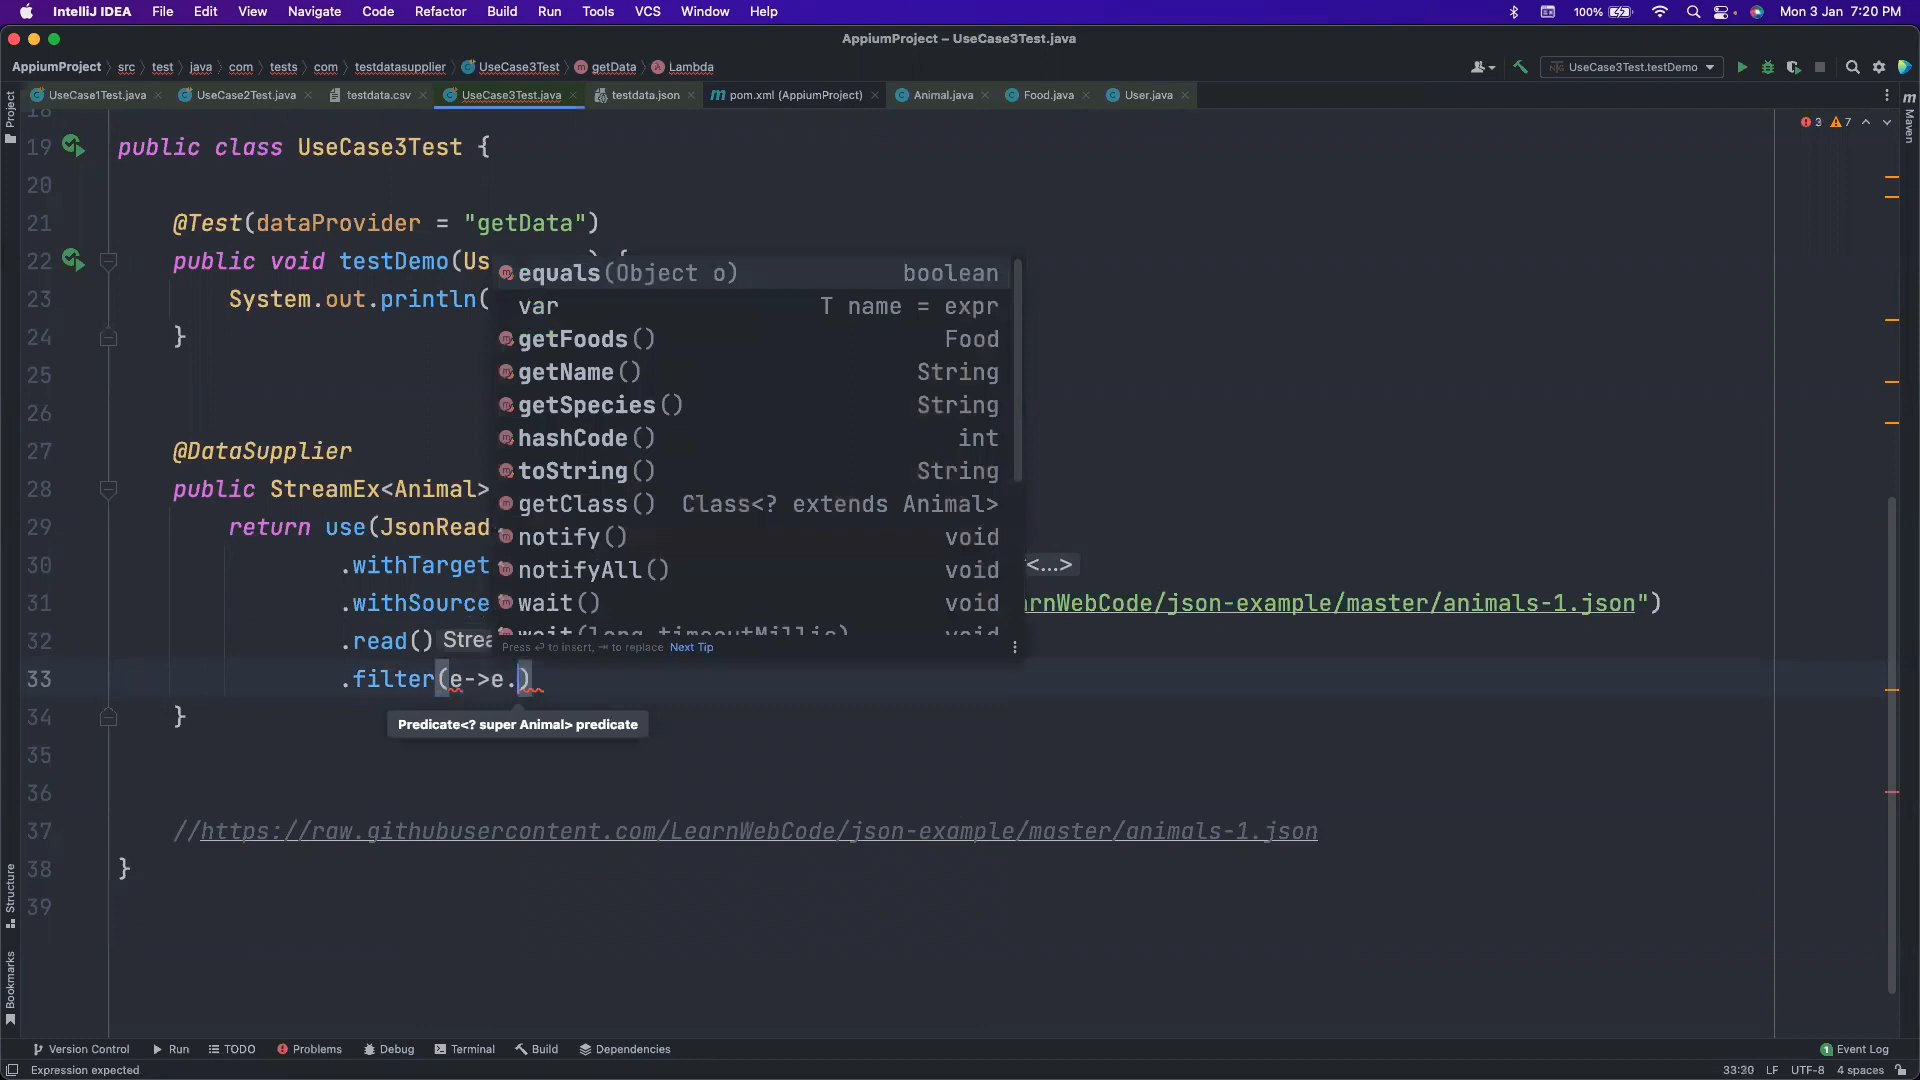 IntelliJ IDEA File Edit View Navigate Code Refactor Build Run Tools VCS Window Help 100% Mon 3 Jan 7:20 PM
AppiumProject – UseCase3Test.java
AppiumProject src test java com tests com testdatasupplier UseCase3Test getData Lambda UseCase3Test.testDemo
UseCase1Test.java UseCase2Test.java testdata.csv UseCase3Test.java testdata.json pom.xml (AppiumProject) Animal.java Food.java User.java
Project
Maven
3 7
18
19 public class UseCase3Test {
20
21 @Test(dataProvider = "getData")
22 public void testDemo(Us
23 System.out.println(
24 }
25
26
27 @DataSupplier
28 public StreamEx<Animal>
29 return use(JsonRead
30 .withTarget <...>
31 .withSource rnWebCode/json-example/master/animals-1.json")
32 .read() Strea
33 .filter(e->e.)
34 }
35
36
37 //https://raw.githubusercontent.com/LearnWebCode/json-example/master/animals-1.json
38 }
39
equals(Object o) boolean
var T name = expr
getFoods() Food
getName() String
getSpecies() String
hashCode() int
toString() String
getClass() Class<? extends Animal>
notify() void
notifyAll() void
wait() void
wait(long timeoutMillis) void
Press ↵ to insert, ⇥ to replace Next Tip
Predicate<? super Animal> predicate
Structure
Bookmarks
Version Control Run TODO Problems Debug Terminal Build Dependencies 1 Event Log
Expression expected 33:30 LF UTF-8 4 spaces